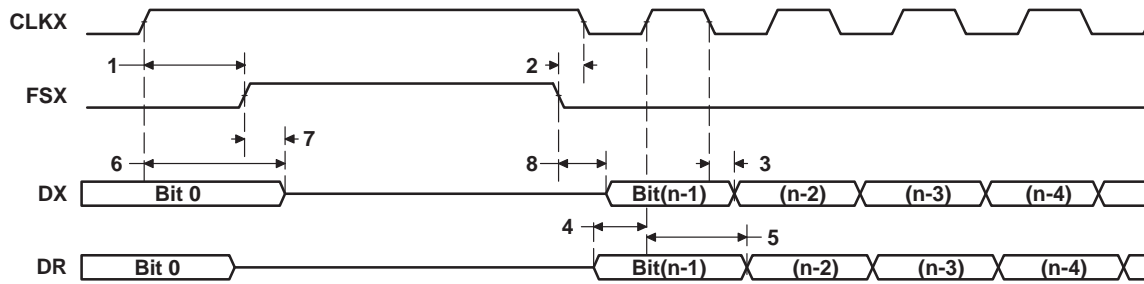 CLKX
1 2
FSX
7
6 8 3
DX Bit 0 Bit(n-1) (n-2) (n-3) (n-4)
4 5
DR Bit 0 Bit(n-1) (n-2) (n-3) (n-4)